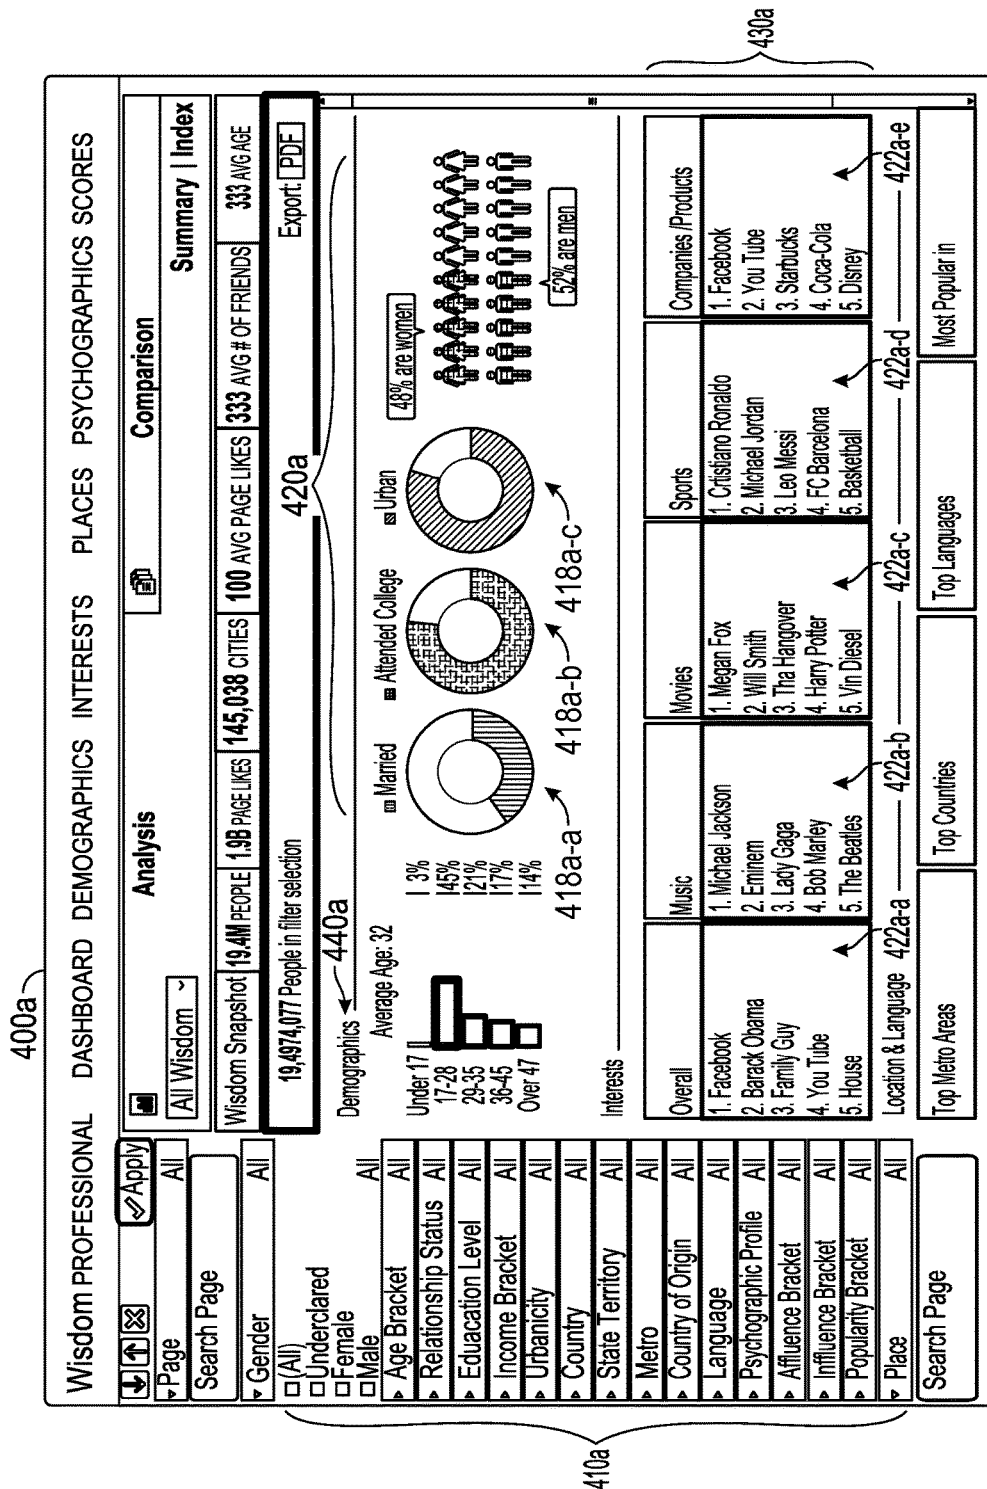 400a
Wisdom PROFESSIONAL DASHBOARD DEMOGRAPHICS INTERESTS PLACES PSYCHOGRAPHICS SCORES
Apply
Page All
Search Page
Gender All
(All)
Underclared
Female
Male All
Age Bracket All
Relationship Status All
Eduacation Level All
Income Bracket All
Urbanicity All
Country All
State Territory All
Metro All
Country of Origin All
Language All
Psychographic Profile All
Affluence Bracket All
Influence Bracket All
Popularity Bracket All
Place All
Search Page
410a
Analysis
Comparison
All Wisdom
Summary | Index
Wisdom Snapshot 19.4M PEOPLE 1.9B PAGE LIKES 145,038 CITIES 100 AVG PAGE LIKES 333 AVG # OF FRIENDS 333 AVG AGE
19,4974,077 People in filter selection
Export PDF
420a
Demographics
440a
Average Age: 32
Under 17 3%
17-28 45%
29-35 21%
36-45 17%
Over 47 14%
Married
Attended College
Urban
418a-a
418a-b
418a-c
48% are women
52% are men
Interests
430a
Overall
1. Facebook
2. Barack Obama
3. Family Guy
4. You Tube
5. House
Music
1. Michael Jackson
2. Eminem
3. Lady Gaga
4. Bob Marley
5. The Beatles
Movies
1. Megan Fox
2. Will Smith
3. Tha Hangover
4. Harry Potter
5. Vin Diesel
Sports
1. Crtistiano Ronaldo
2. Michael Jordan
3. Leo Messi
4. FC Barcelona
5. Basketball
Companies /Products
1. Facebook
2. You Tube
3. Starbucks
4. Coca-Cola
5. Disney
Location & Language
422a-a
422a-b
422a-c
422a-d
422a-e
Top Metro Areas
Top Countries
Top Languages
Most Popular in